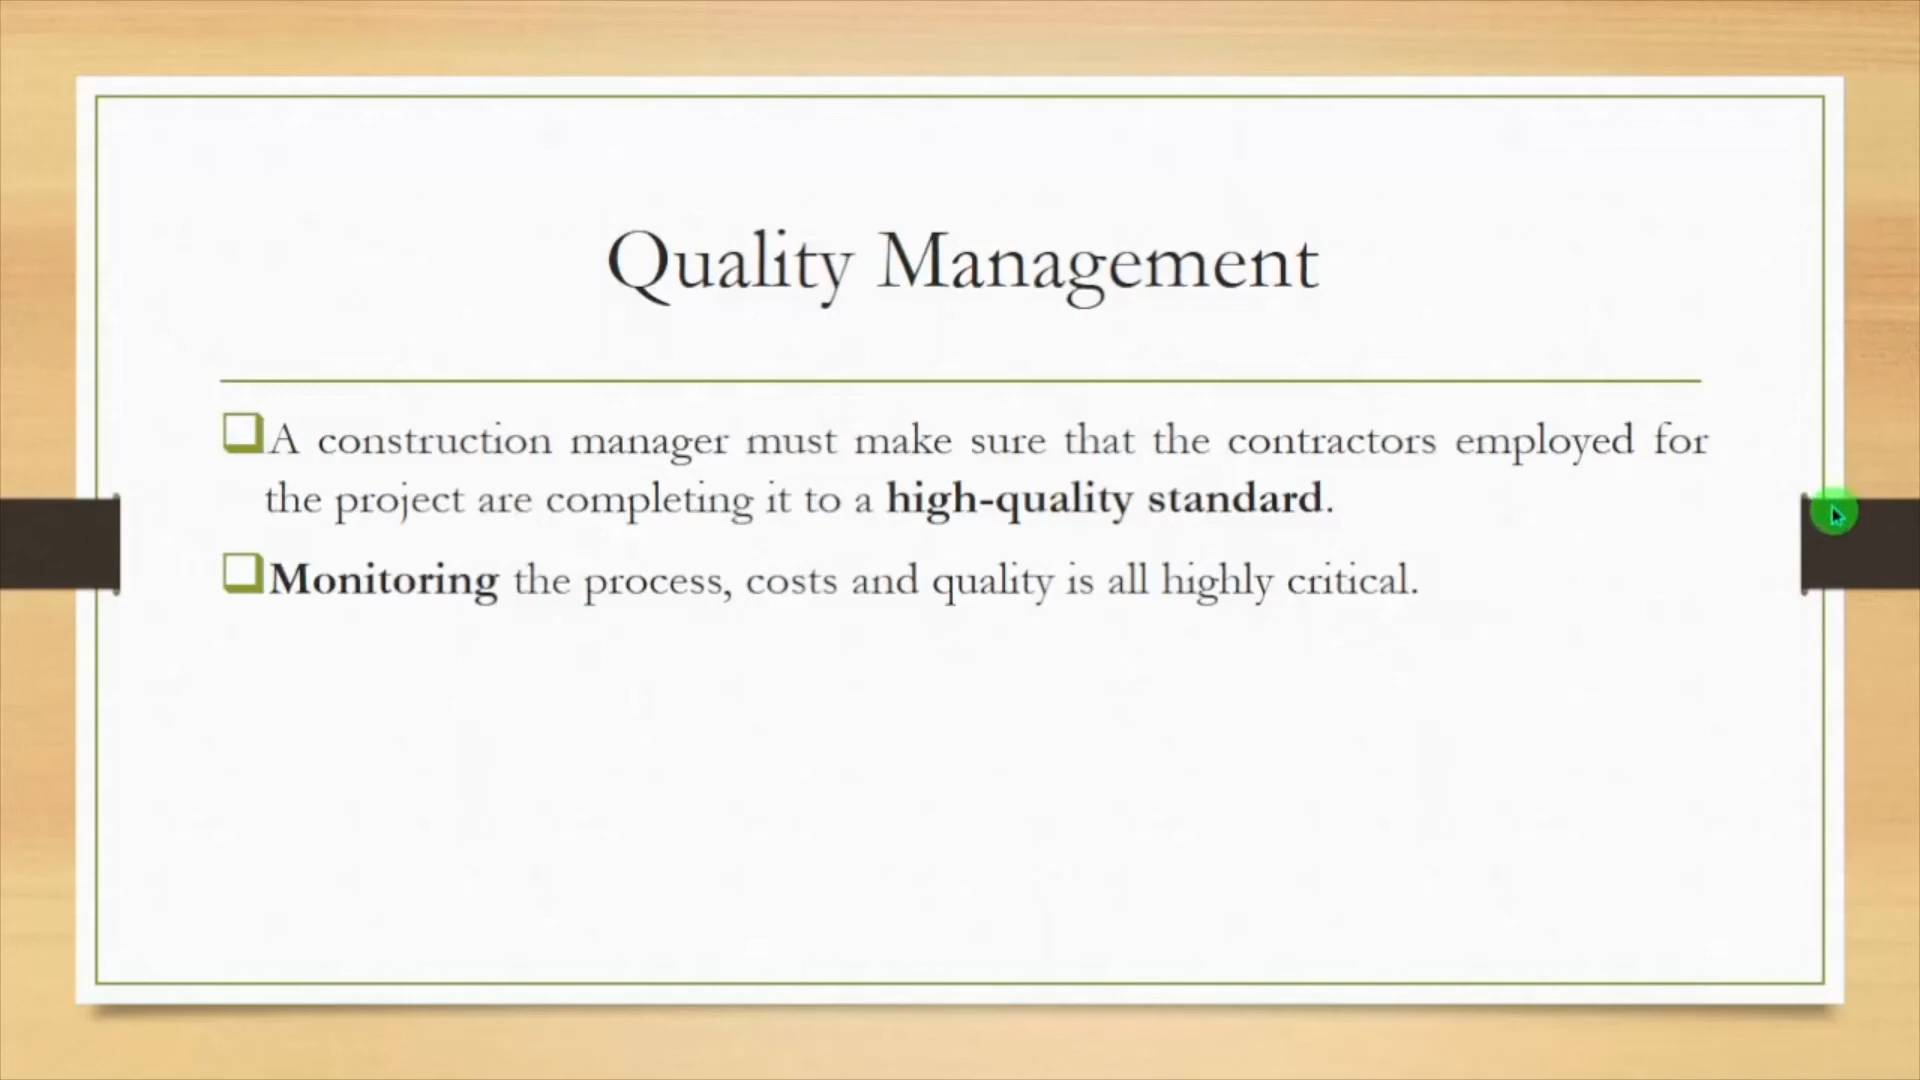 Quality Management
A construction manager must make sure that the contractors employed for
the project are completing it to a high-quality standard.
Monitoring the process, costs and quality is all highly critical.